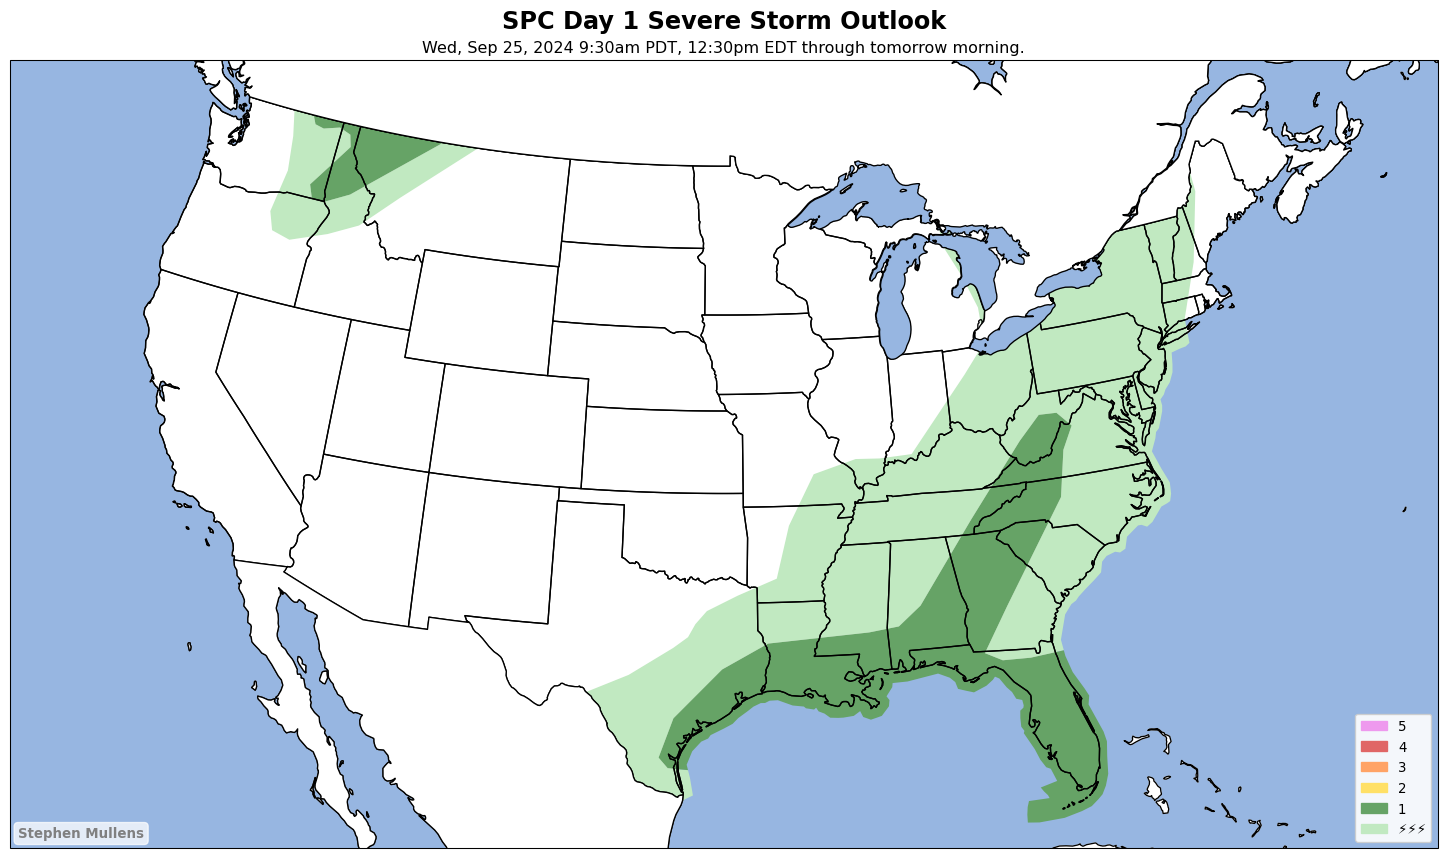 SPC Day 1 Severe Storm Outlook
Wed, Sep 25, 2024 9:30am PDT, 12:30pm EDT through tomorrow morning.
5
4
3
2
1
⚡⚡⚡
Stephen Mullens